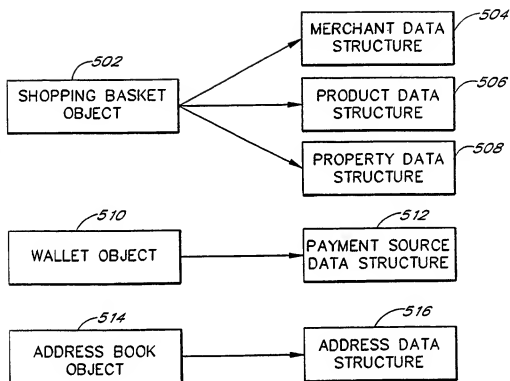 504
MERCHANT DATA
STRUCTURE
502
SHOPPING BASKET
OBJECT
506
PRODUCT DATA
STRUCTURE
508
PROPERTY DATA
STRUCTURE
510
WALLET OBJECT
512
PAYMENT SOURCE
DATA STRUCTURE
514
ADDRESS BOOK
OBJECT
516
ADDRESS DATA
STRUCTURE